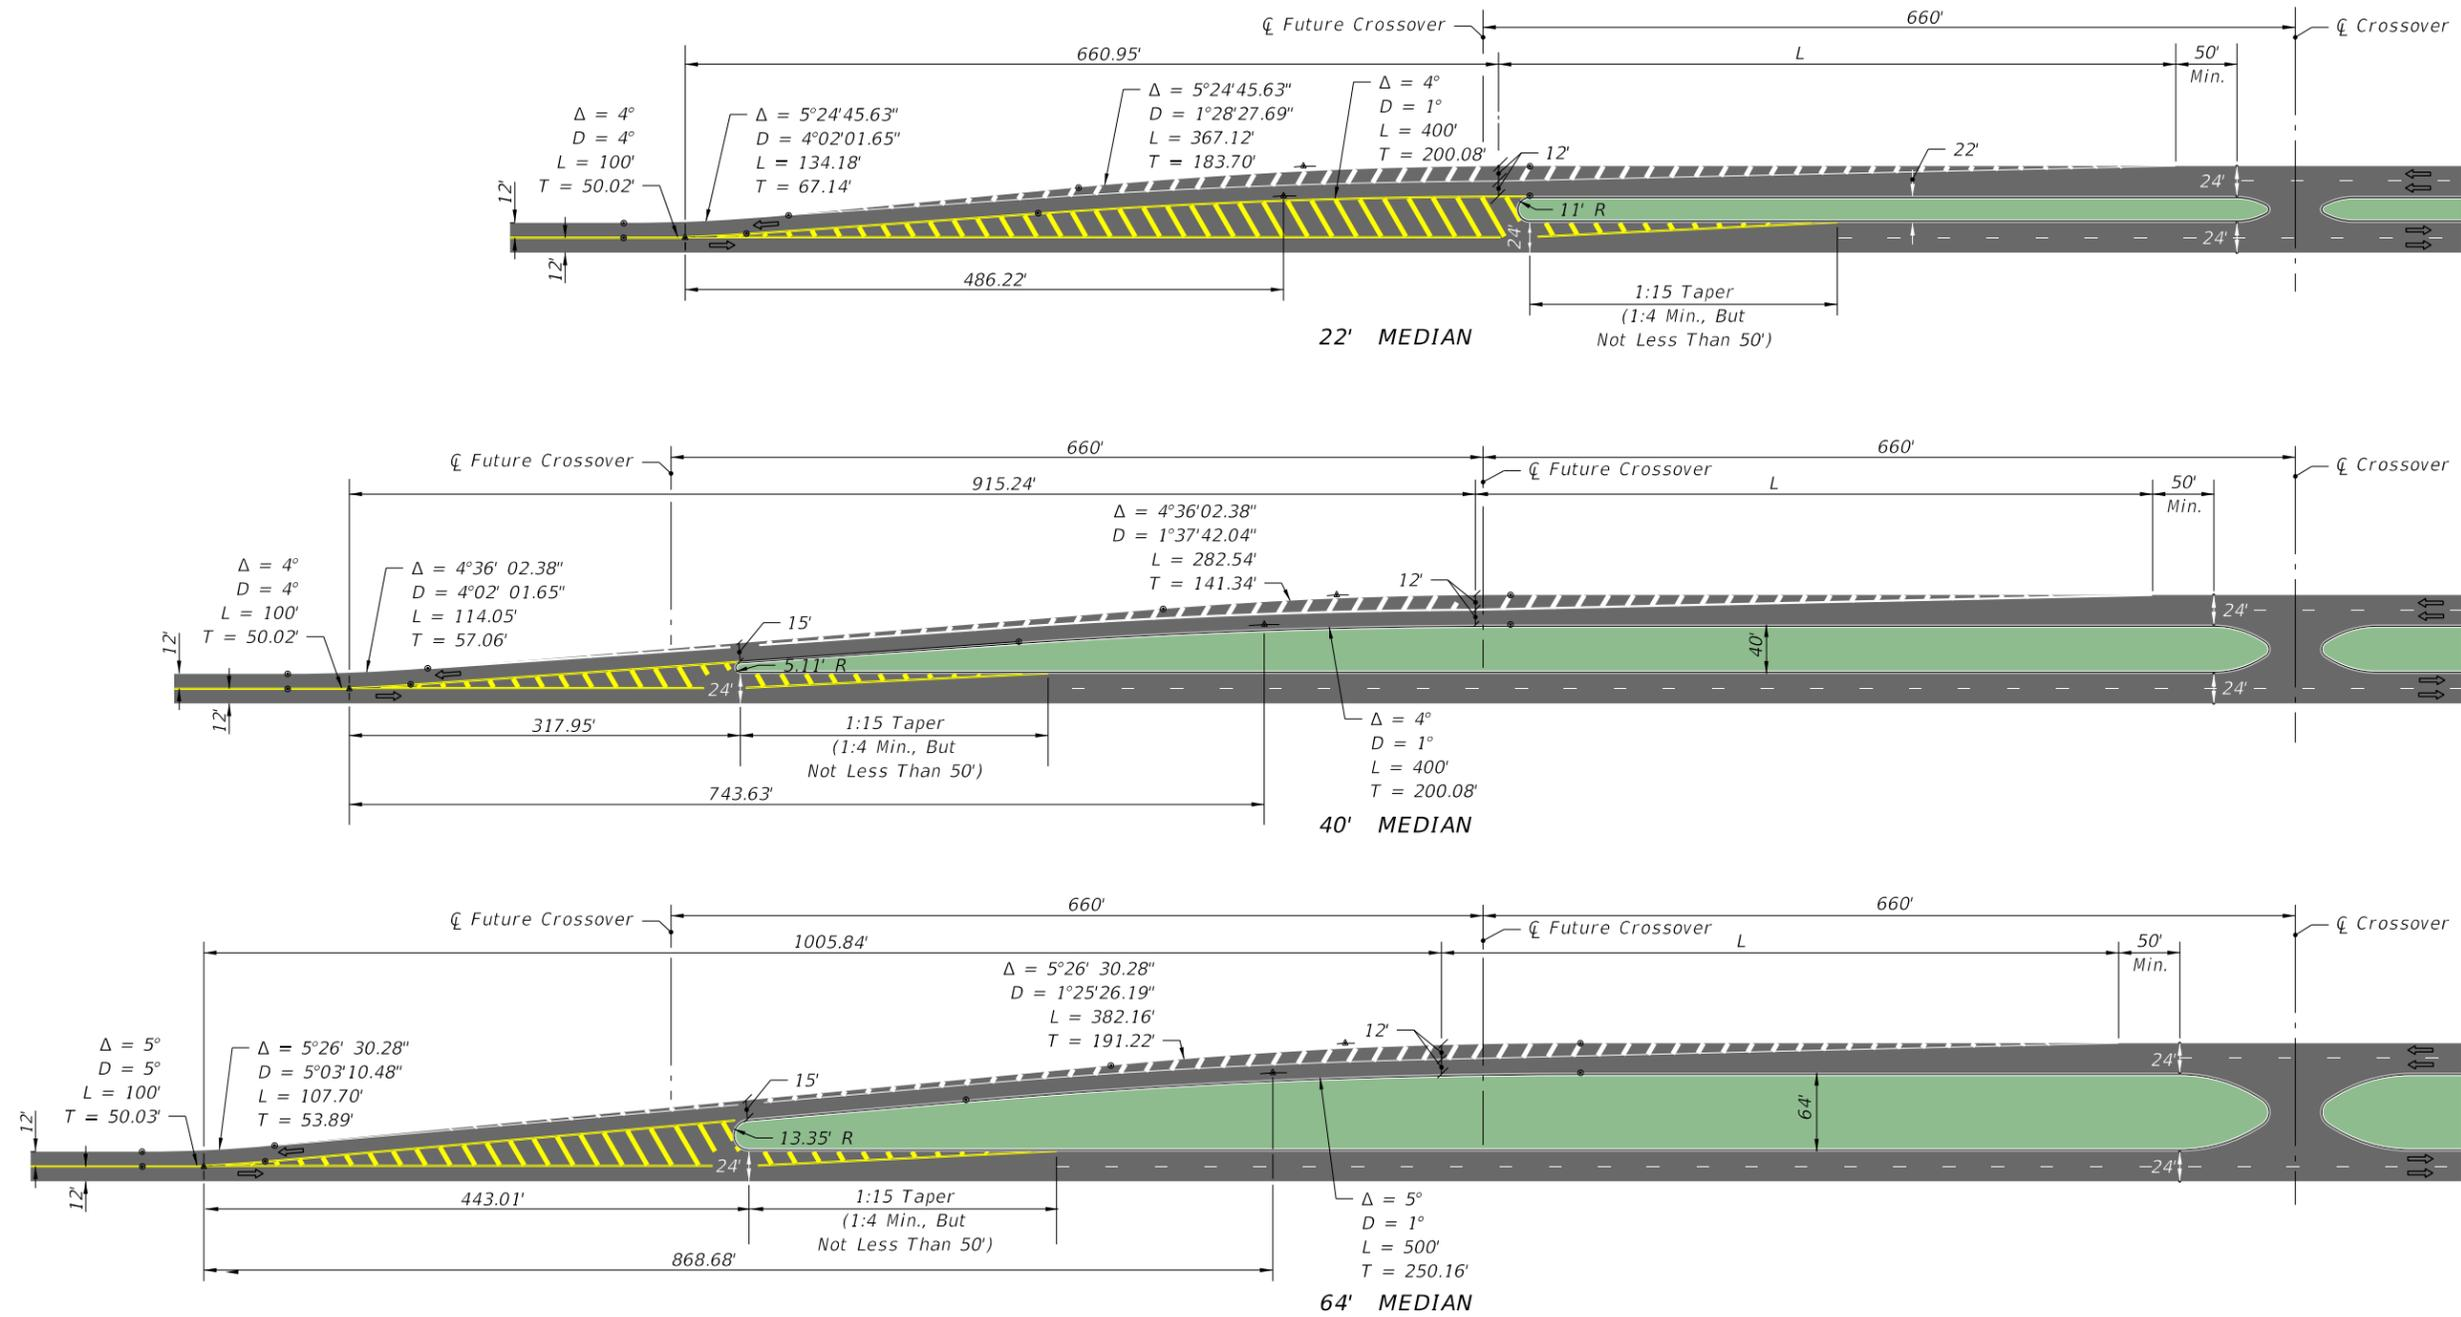 ℄ Future Crossover
660'
℄ Crossover
660.95'
L
50'
Min.
Δ = 4°
D = 4°
L = 100'
T = 50.02'
Δ = 5°24'45.63"
D = 4°02'01.65"
L = 134.18'
T = 67.14'
Δ = 5°24'45.63"
D = 1°28'27.69"
L = 367.12'
T = 183.70'
Δ = 4°
D = 1°
L = 400'
T = 200.08'
12'
22'
12'
12'
24'
11' R
24'
24'
486.22'
1:15 Taper
(1:4 Min., But
Not Less Than 50')
22' MEDIAN
℄ Future Crossover
660'
℄ Future Crossover
660'
℄ Crossover
915.24'
L
50'
Min.
Δ = 4°
D = 4°
L = 100'
T = 50.02'
Δ = 4°36' 02.38"
D = 4°02' 01.65"
L = 114.05'
T = 57.06'
Δ = 4°36'02.38"
D = 1°37'42.04"
L = 282.54'
T = 141.34'
12'
15'
12'
12'
5.11' R
24'
40'
24'
24'
317.95'
1:15 Taper
(1:4 Min., But
Not Less Than 50')
743.63'
Δ = 4°
D = 1°
L = 400'
T = 200.08'
40' MEDIAN
℄ Future Crossover
660'
℄ Future Crossover
660'
℄ Crossover
1005.84'
L
50'
Min.
Δ = 5°
D = 5°
L = 100'
T = 50.03'
Δ = 5°26' 30.28"
D = 5°03'10.48"
L = 107.70'
T = 53.89'
Δ = 5°26' 30.28"
D = 1°25'26.19"
L = 382.16'
T = 191.22'
12'
15'
12'
12'
13.35' R
24'
64'
24'
24'
443.01'
1:15 Taper
(1:4 Min., But
Not Less Than 50')
868.68'
Δ = 5°
D = 1°
L = 500'
T = 250.16'
64' MEDIAN